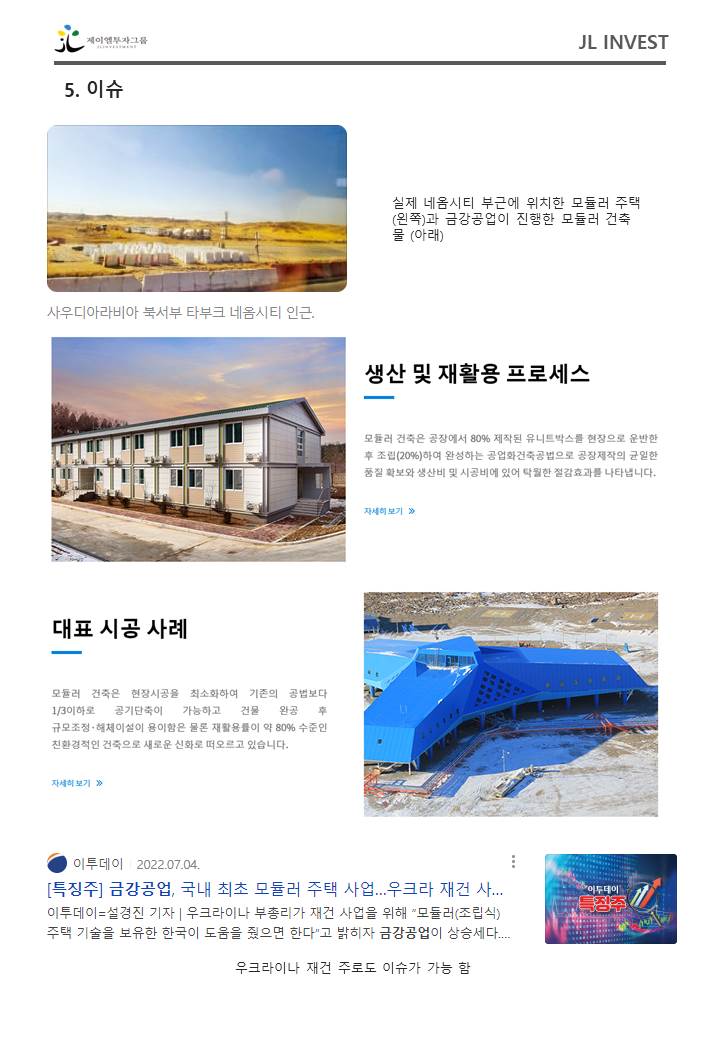 제이엘투자그룹
JLINVESTMENT
JL INVEST
5. 이슈
실제 네옴시티 부근에 위치한 모듈러 주택
(왼쪽)과 금강공업이 진행한 모듈러 건축
물 (아래)
사우디아라비아 북서부 타부크 네옴시티 인근.
생산 및 재활용 프로세스
모듈러 건축은 공장에서 80% 제작된 유니트박스를 현장으로 운반한
후 조립(20%)하여 완성하는 공업화건축공법으로 공장제작의 균일한
품질 확보와 생산비 및 시공비에 있어 탁월한 절감효과를 나타냅니다.
자세히 보기 »
대표 시공 사례
모듈러 건축은 현장시공을 최소화하여 기존의 공법보다
1/3이하로 공기단축이 가능하고 건물 완공 후
규모조정·해체이설이 용이함은 물론 재활용률이 약 80% 수준인
친환경적인 건축으로 새로운 신화로 떠오르고 있습니다.
자세히 보기 »
이투데이 2022.07.04.
[특징주] 금강공업, 국내 최초 모듈러 주택 사업...우크라 재건 사...
이투데이=설경진 기자 | 우크라이나 부총리가 재건 사업을 위해 "모듈러(조립식)
주택 기술을 보유한 한국이 도움을 줬으면 한다"고 밝히자 금강공업이 상승세다....
이투데이
특징주
우크라이나 재건 주로도 이슈가 가능 함